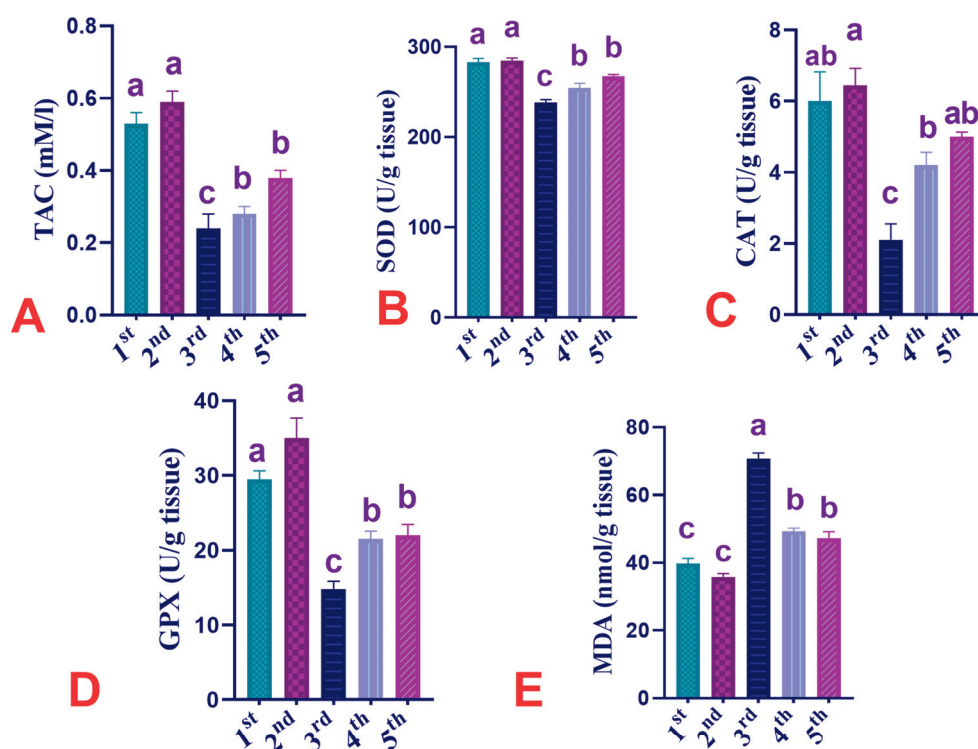 TAC (mM/l)
0.8
0.6
0.4
0.2
0.0
a
a
c
b
b
1st
2nd
3rd
4th
5th
A
SOD (U/g tissue)
300
200
100
0
a
a
c
b
b
1st
2nd
3rd
4th
5th
B
CAT (U/g tissue)
8
6
4
2
0
ab
a
c
b
ab
1st
2nd
3rd
4th
5th
C
GPX (U/g tissue)
40
30
20
10
0
a
a
c
b
b
1st
2nd
3rd
4th
5th
D
MDA (nmol/g tissue)
80
60
40
20
0
c
c
a
b
b
1st
2nd
3rd
4th
5th
E